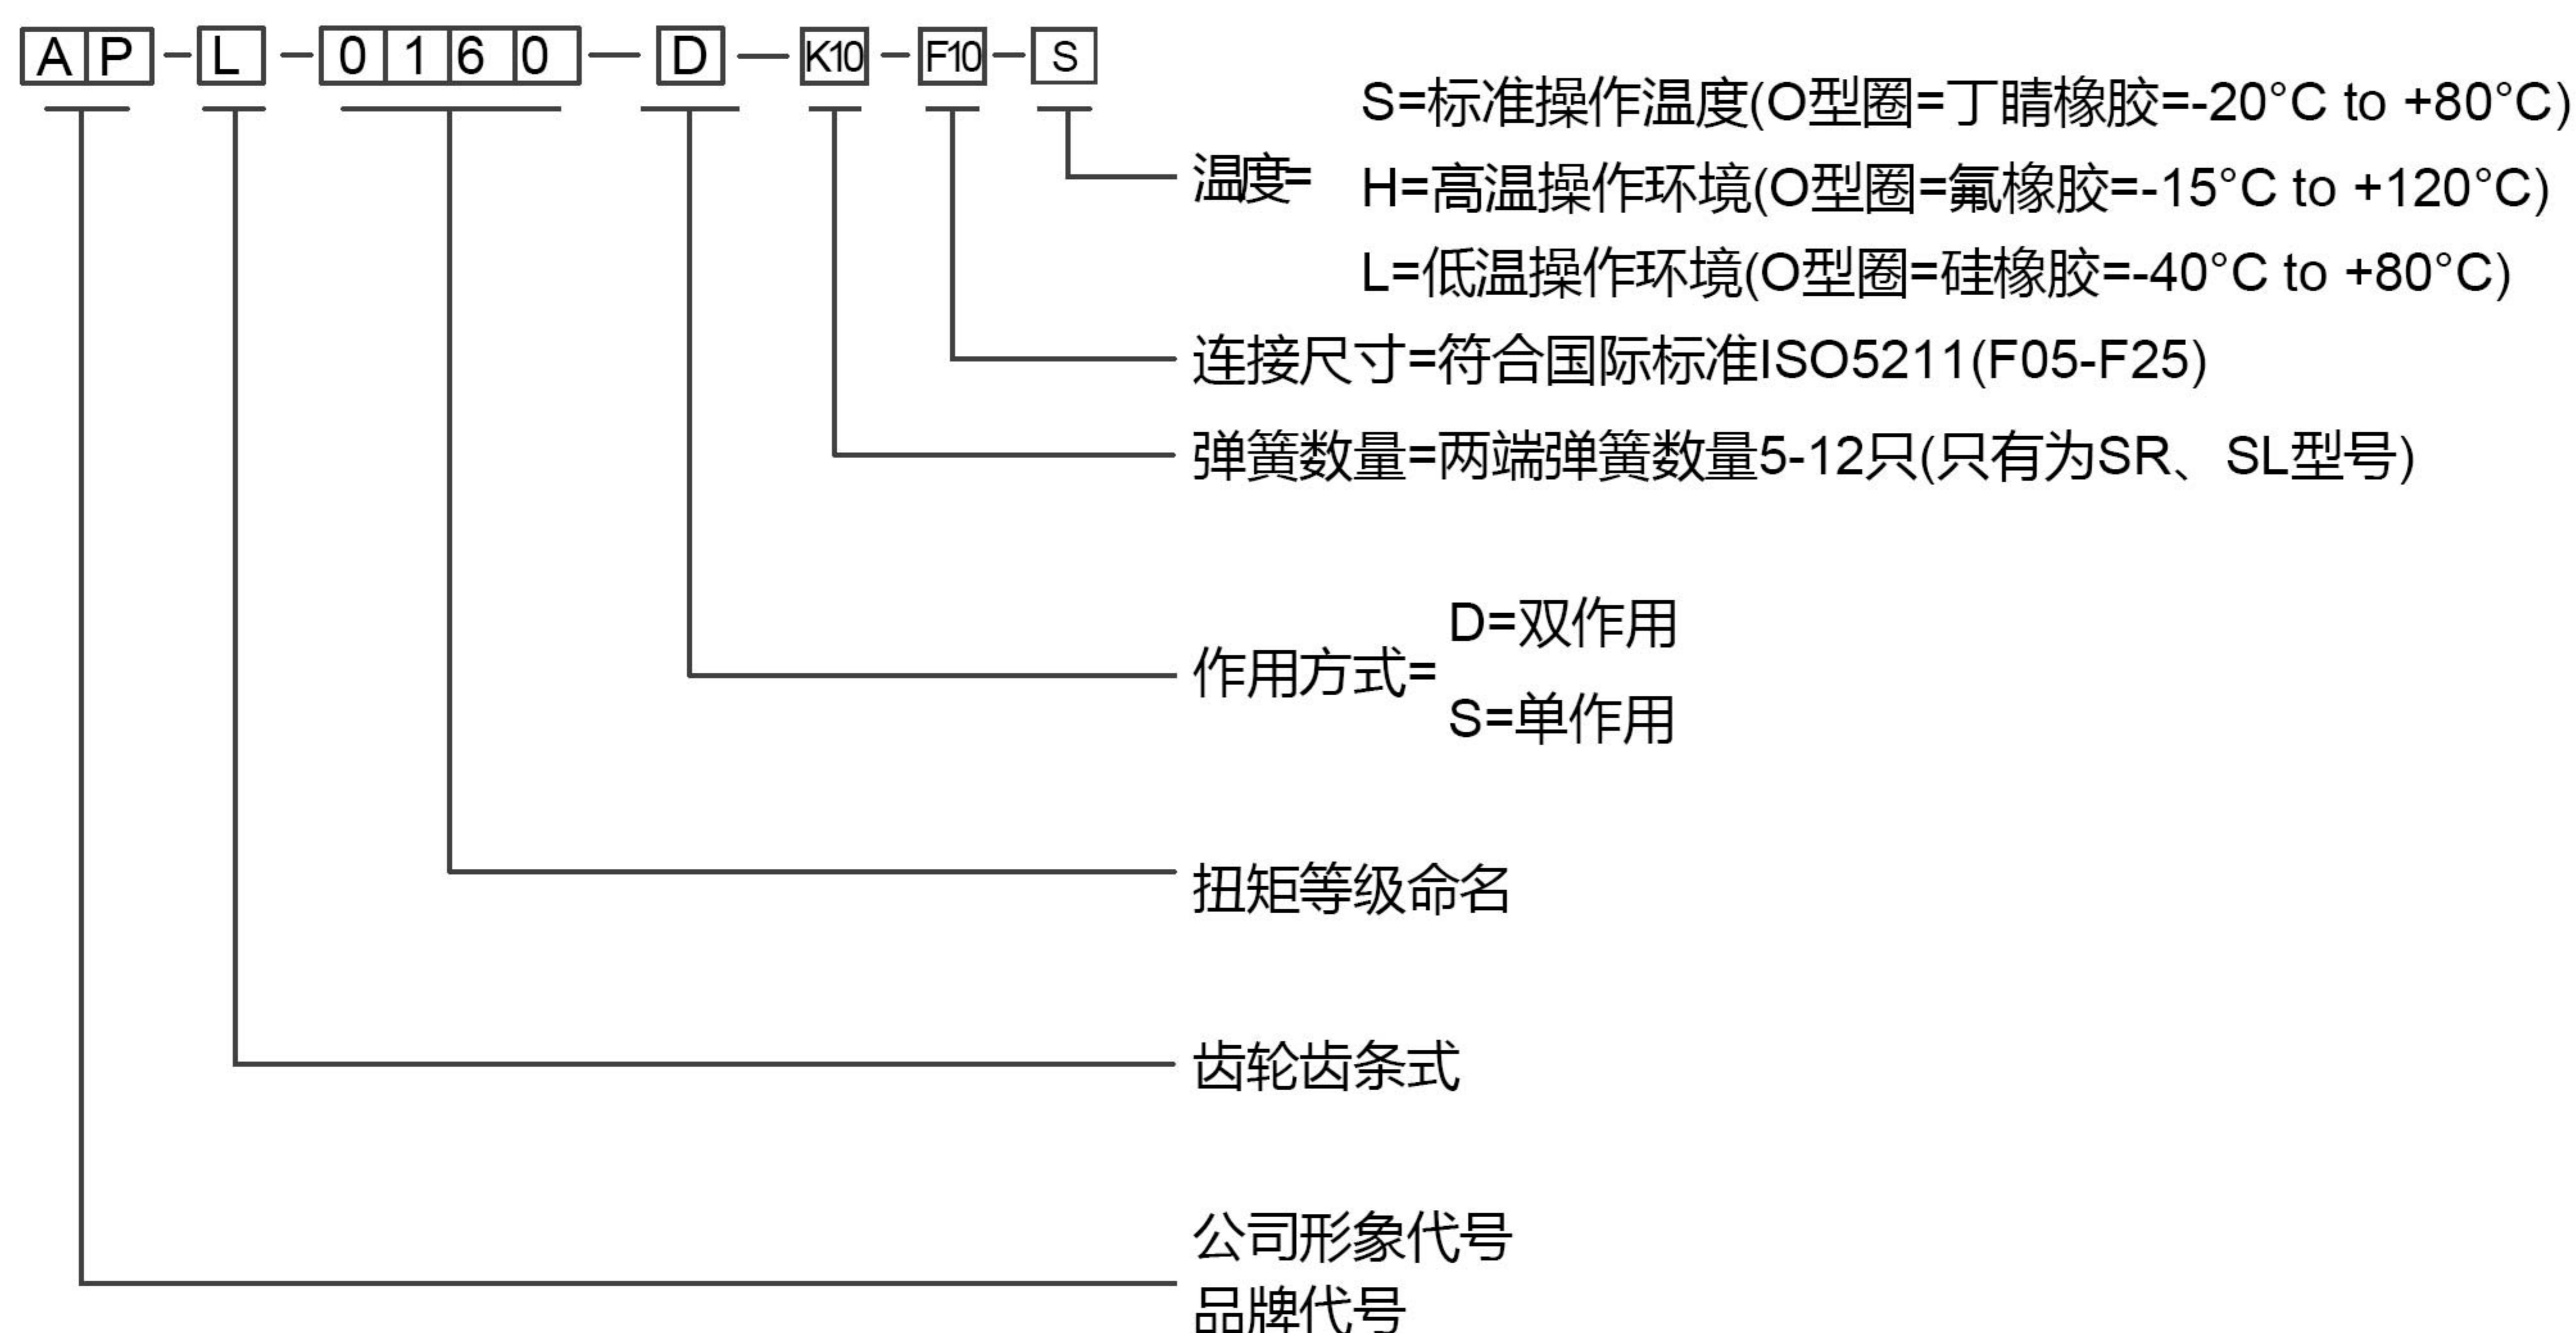 AP-L-0160-D-K10-F10-S
S=标准操作温度(O型圈=丁睛橡胶=-20°C to +80°C)
温度=
H=高温操作环境(O型圈=氟橡胶=-15°C to +120°C)
L=低温操作环境(O型圈=硅橡胶=-40°C to +80°C)
连接尺寸=符合国际标准ISO5211(F05-F25)
弹簧数量=两端弹簧数量5-12只(只有为SR、SL型号)
D=双作用
作用方式=
S=单作用
扭矩等级命名
齿轮齿条式
公司形象代号
品牌代号